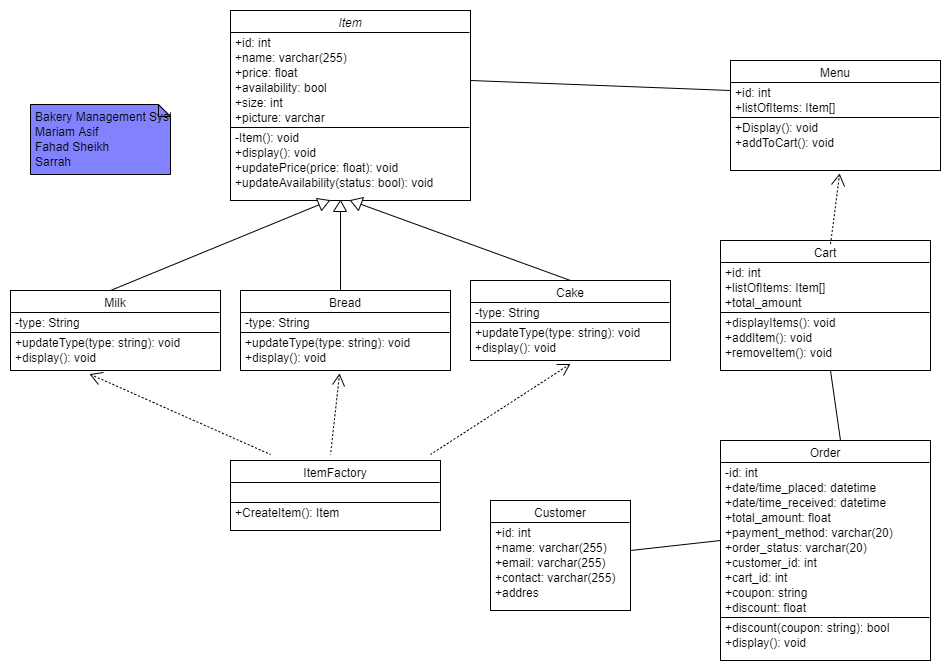 Item
+id: int
+name: varchar(255)
+price: float
+availability: bool
+size: int
+picture: varchar
-Item(): void
+display(): void
+updatePrice(price: float): void
+updateAvailability(status: bool): void
Menu
+id: int
+listOfItems: Item[]
+Display(): void
+addToCart(): void
Bakery Management Sys
Mariam Asif
Fahad Sheikh
Sarrah
Cart
+id: int
+listOfItems: Item[]
+total_amount
+displayItems(): void
+addItem(): void
+removeItem(): void
Milk
-type: String
+updateType(type: string): void
+display(): void
Bread
-type: String
+updateType(type: string): void
+display(): void
Cake
-type: String
+updateType(type: string): void
+display(): void
ItemFactory
+CreateItem(): Item
Customer
+id: int
+name: varchar(255)
+email: varchar(255)
+contact: varchar(255)
+addres
Order
-id: int
+date/time_placed: datetime
+date/time_received: datetime
+total_amount: float
+payment_method: varchar(20)
+order_status: varchar(20)
+customer_id: int
+cart_id: int
+coupon: string
+discount: float
+discount(coupon: string): bool
+display(): void